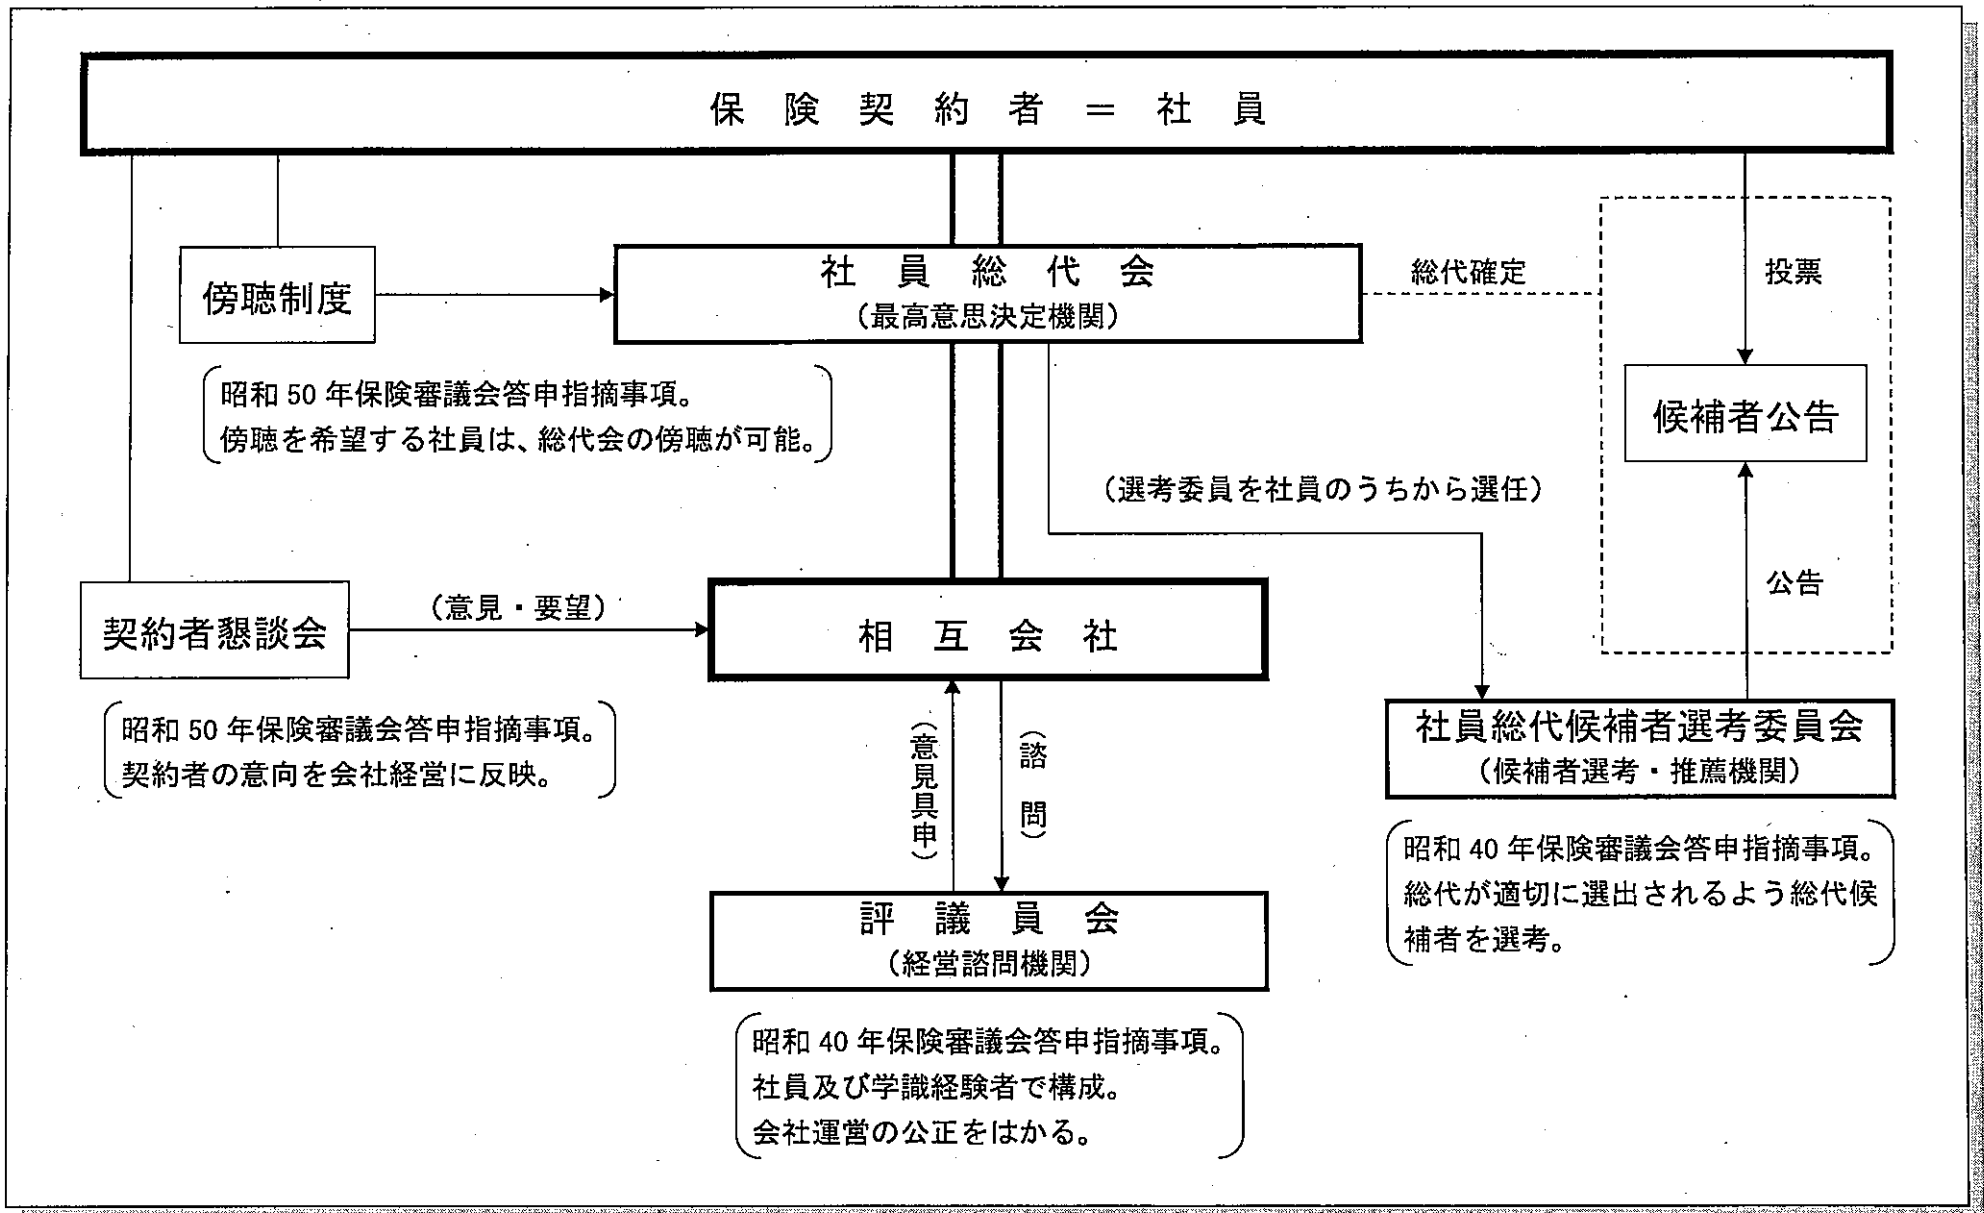 保険契約者＝社員
社員総代会
（最高意思決定機関）
総代確定
投票
傍聴制度
昭和 50 年保険審議会答申指摘事項。
傍聴を希望する社員は、総代会の傍聴が可能。
候補者公告
（選考委員を社員のうちから選任）
公告
契約者懇談会
（意見・要望）
相互会社
昭和 50 年保険審議会答申指摘事項。
契約者の意向を会社経営に反映。
（意見具申）
（諮問）
社員総代候補者選考委員会
（候補者選考・推薦機関）
昭和 40 年保険審議会答申指摘事項。
総代が適切に選出されるよう総代候
補者を選考。
評議員会
（経営諮問機関）
昭和 40 年保険審議会答申指摘事項。
社員及び学識経験者で構成。
会社運営の公正をはかる。